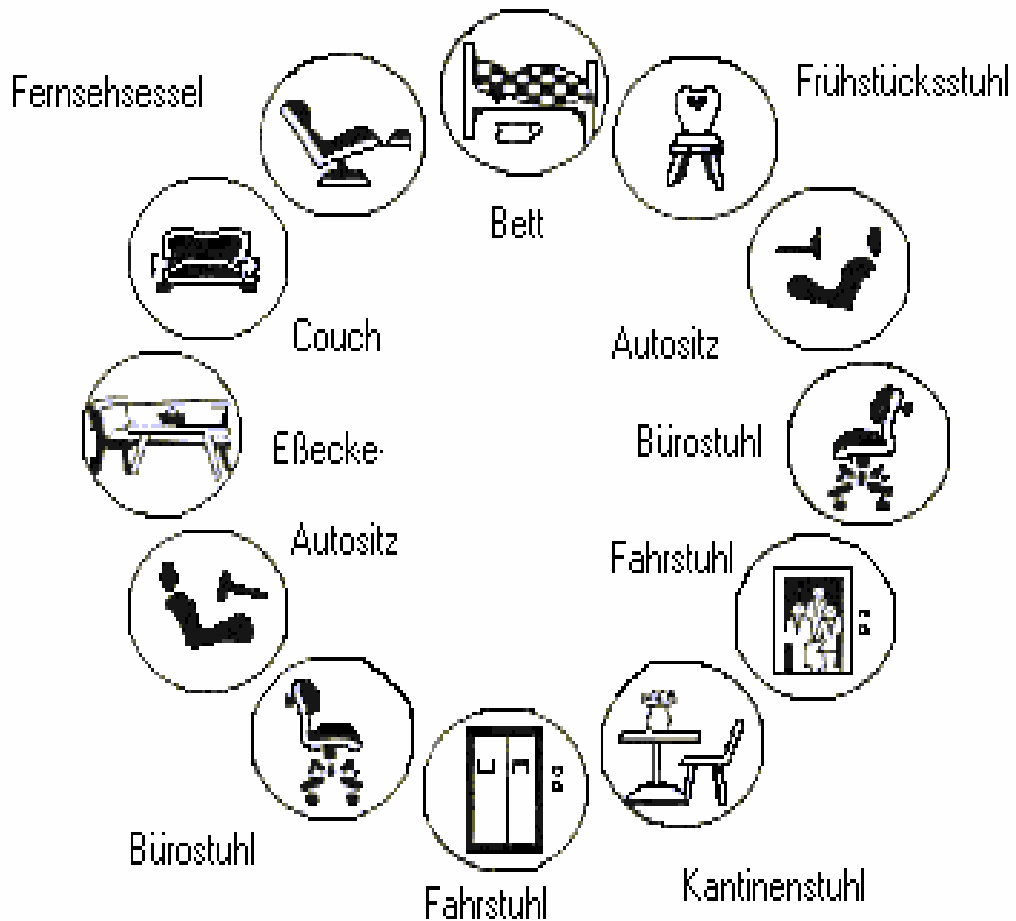 Fernsehsessel
Frühstücksstuhl
Bett
Couch
Autositz
Bürostuhl
Eßecke
Autositz
Fahrstuhl
Bürostuhl
Kantinenstuhl
Fahrstuhl